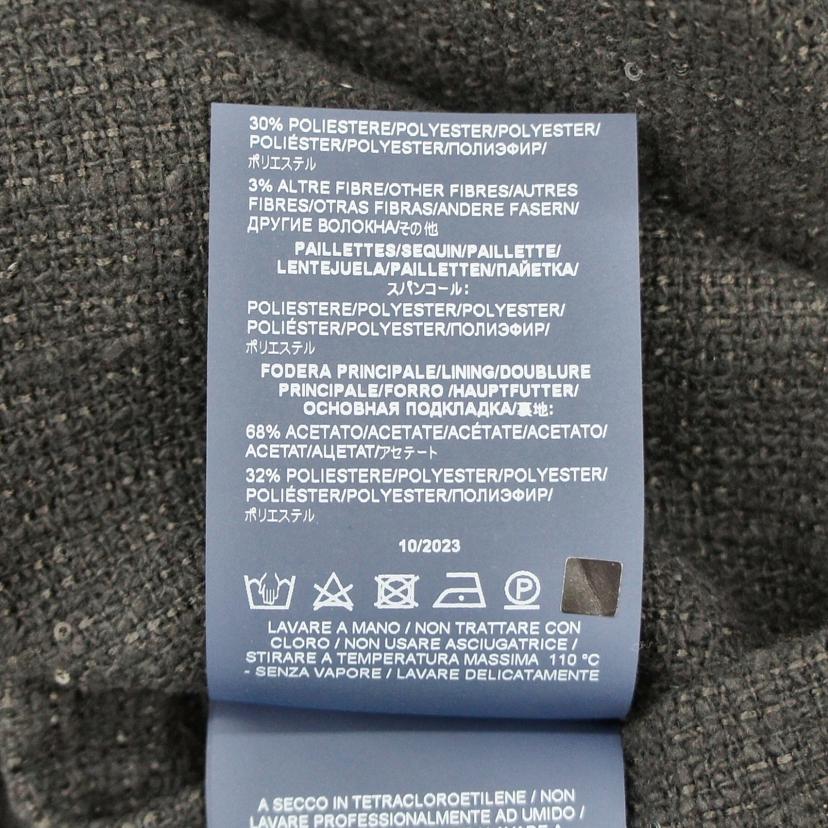 30% POLIESTERE/POLYESTER/POLYESTER/
POLIÉSTER/POLYESTER/ПОЛИЭФИР/
ポリエステル
3% ALTRE FIBRE/OTHER FIBRES/AUTRES
FIBRES/OTRAS FIBRAS/ANDERE FASERN/
ДРУГИЕ ВОЛОКНА/その他
PAILLETTES/SEQUIN/PAILLETTE/
LENTEJUELA/PAILLETTEN/ПАЙЕТКА/
スパンコール:
POLIESTERE/POLYESTER/POLYESTER/
POLIÉSTER/POLYESTER/ПОЛИЭФИР/
ポリエステル
FODERA PRINCIPALE/LINING/DOUBLURE
PRINCIPALE/FORRO /HAUPTFUTTER/
ОСНОВНАЯ ПОДКЛАДКА/裏地:
68% ACETATO/ACETATE/ACÉTATE/ACETATO/
ACETAT/АЦЕТАТ/アセテート
32% POLIESTERE/POLYESTER/POLYESTER/
POLIÉSTER/POLYESTER/ПОЛИЭФИР/
ポリエステル
10/2023
P
LAVARE A MANO / NON TRATTARE CON
CLORO / NON USARE ASCIUGATRICE /
STIRARE A TEMPERATURA MASSIMA 110 °C
- SENZA VAPORE / LAVARE DELICATAMENTE
A SECCO IN TETRACLOROETILENE / NON
LAVARE PROFESSIONALMENTE AD UMIDO /